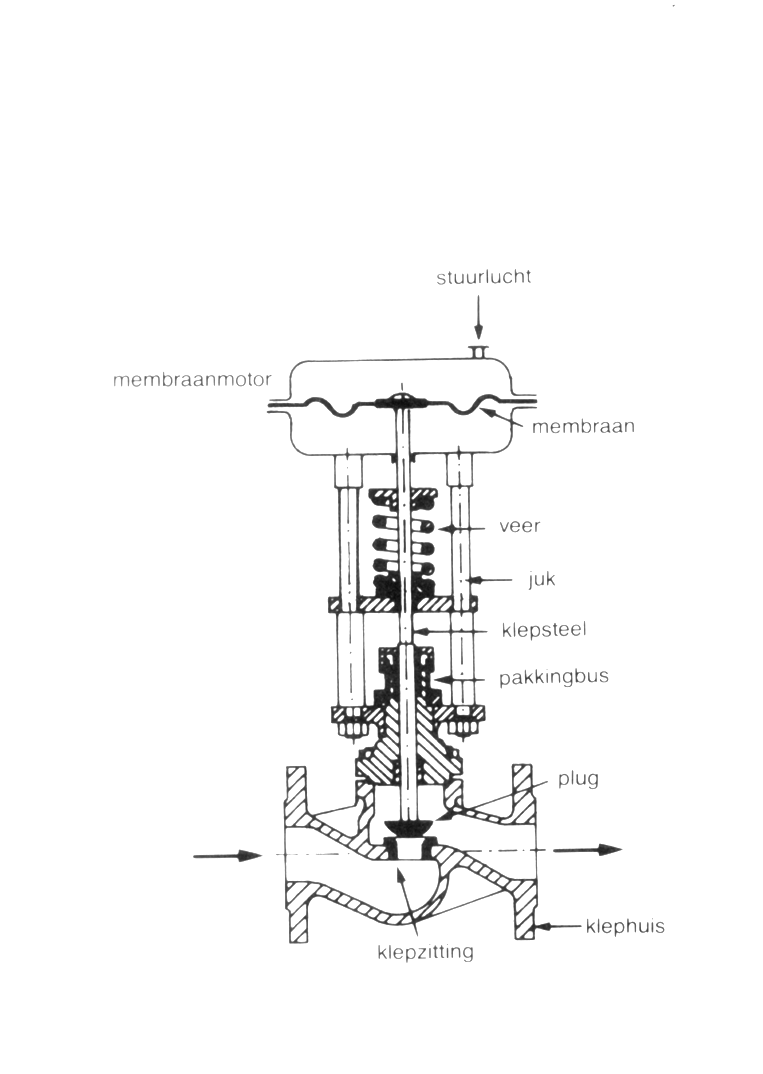 stuurlucht
membraanmotor
membraan
veer
juk
klepsteel
pakkingbus
plug
klephuis
klepzitting